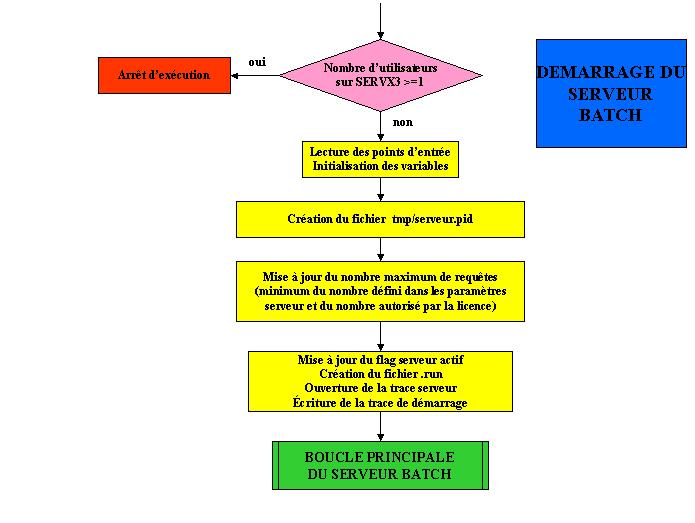 DEMARRAGE DU
SERVEUR
BATCH
Nombre d'utilisateurs
sur SERVX3 >=1
oui
Arrêt d'exécution
non
Lecture des points d'entrée
Initialisation des variables
Création du fichier tmp/serveur.pid
Mise à jour du nombre maximum de requêtes
(minimum du nombre défini dans les paramètres
serveur et du nombre autorisé par la licence)
Mise à jour du flag serveur actif
Création du fichier .run
Ouverture de la trace serveur
Écriture de la trace de démarrage
BOUCLE PRINCIPALE
DU SERVEUR BATCH